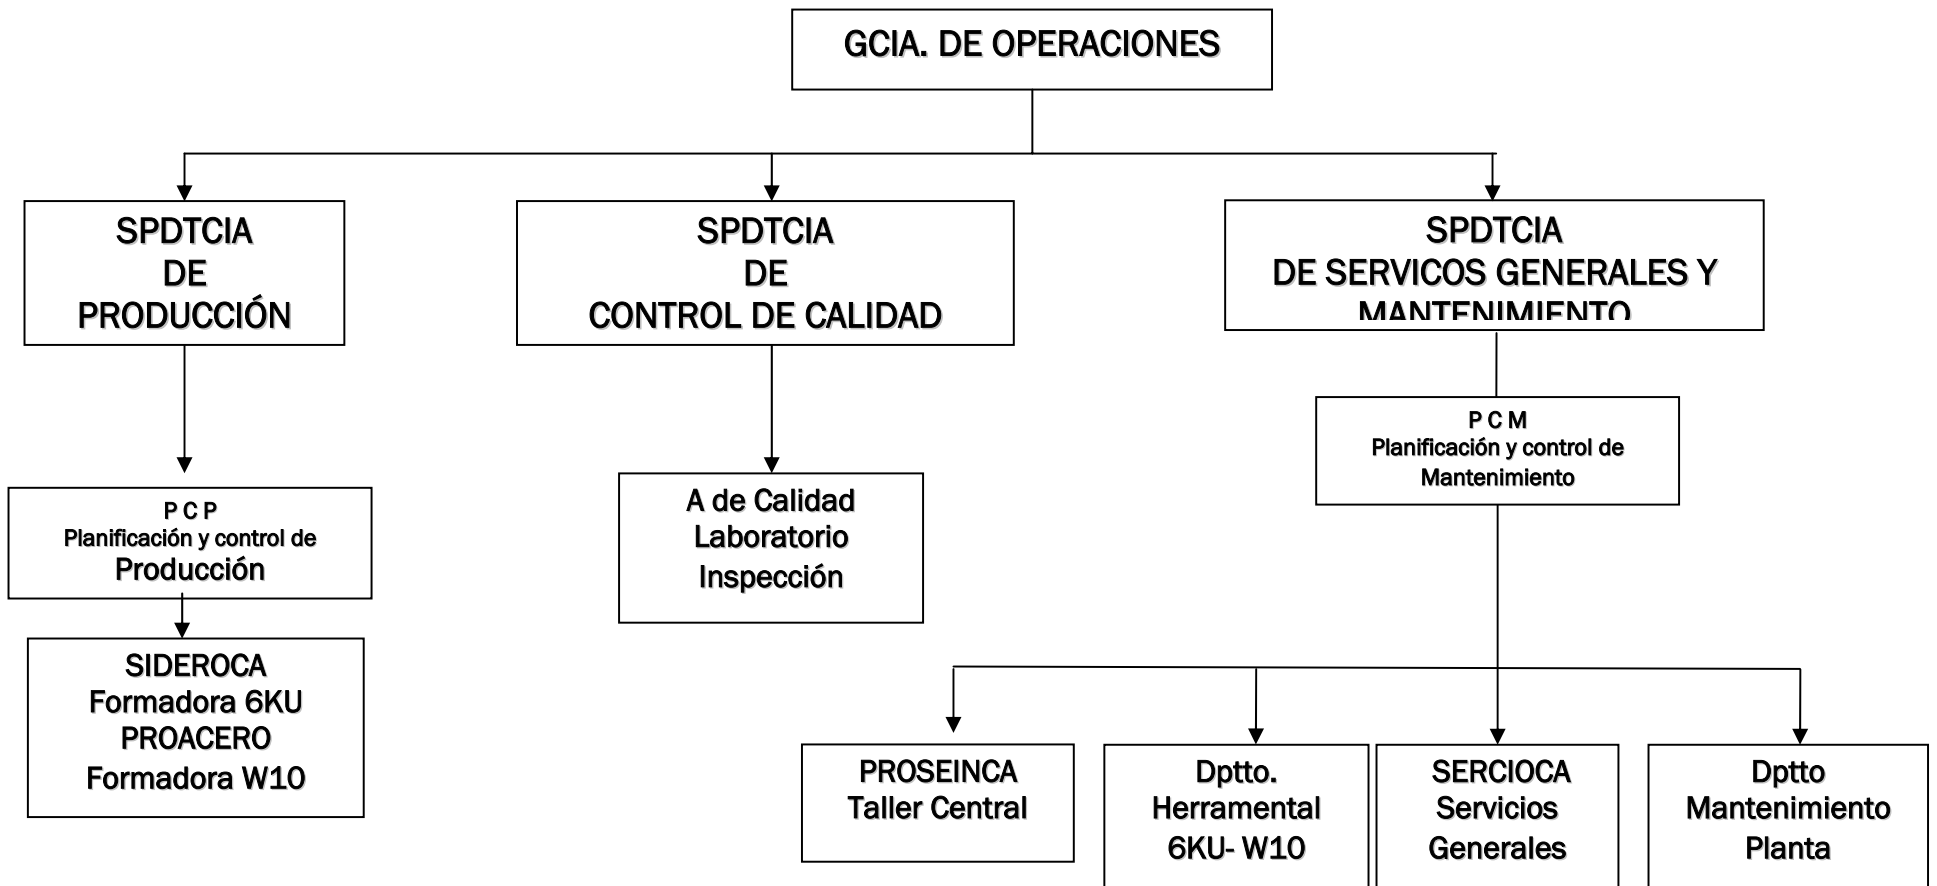 GCIA. DE OPERACIONES
SPDTCIA
DE
PRODUCCIÓN
SPDTCIA
DE
CONTROL DE CALIDAD
SPDTCIA
DE SERVICOS GENERALES Y
MANTENIMIENTO
P C M
Planificación y control de
Mantenimiento
P C P
Planificación y control de
Producción
A de Calidad
Laboratorio
Inspección
SIDEROCA
Formadora 6KU
PROACERO
Formadora W10
PROSEINCA
Taller Central
Dptto.
Herramental
6KU- W10
SERCIOCA
Servicios
Generales
Dptto
Mantenimiento
Planta